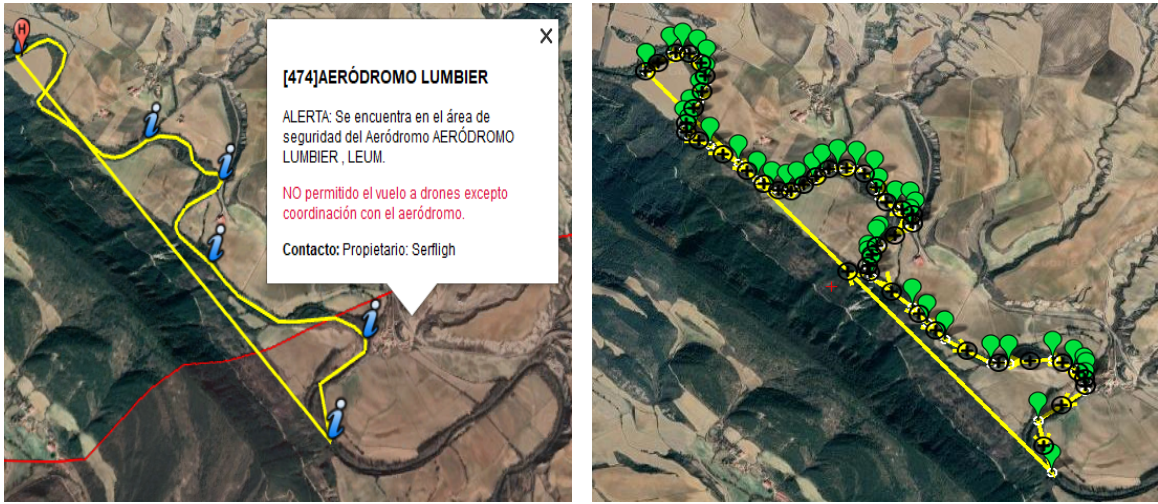 H
X
[474]AERÓDROMO LUMBIER
ALERTA: Se encuentra en el área de
seguridad del Aeródromo AERÓDROMO
LUMBIER , LEUM.
NO permitido el vuelo a drones excepto
coordinación con el aeródromo.
Contacto: Propietario: Serfligh